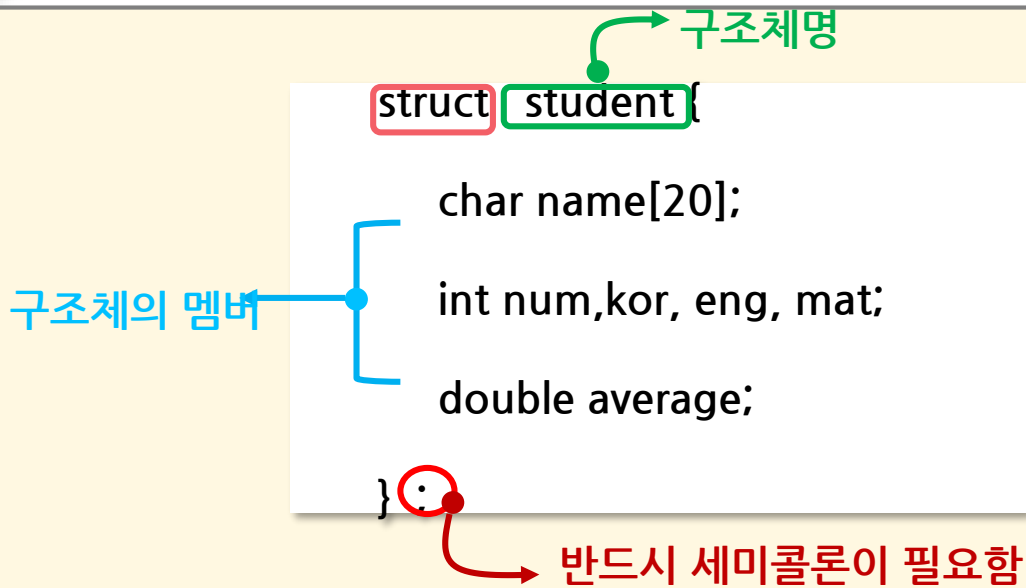 구조체명
struct student {
char name[20];
구조체의 멤버
int num,kor, eng, mat;
double average;
} ;
반드시 세미콜론이 필요함